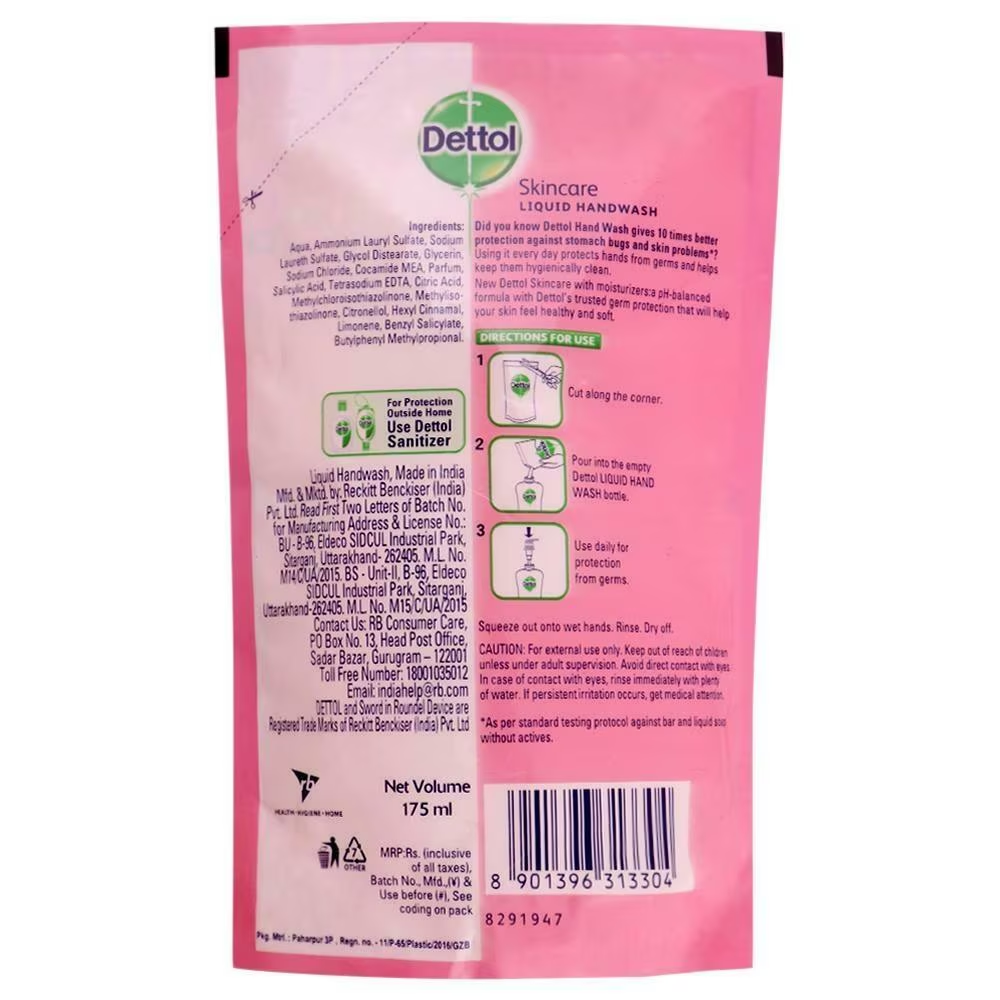 Dettol
Skincare
LIQUID HANDWASH
Ingredients:
Aqua, Ammonium Lauryl Sulfate, Sodium
Laureth Sulfate, Glycol Distearate, Glycerin,
Sodium Chloride, Cocamide MEA, Parfum,
Salicylic Acid, Tetrasodium EDTA, Citric Acid,
Methylchloroisothiazolinone, Methyliso-
thiazolinone, Citronellol, Hexyl Cinnamal,
Limonene, Benzyl Salicylate,
Butylphenyl Methylpropional.
For Protection
Outside Home
Use Dettol
Sanitizer
Liquid Handwash, Made in India
Mfd. & Mktd. by: Reckitt Benckiser (India)
Pvt. Ltd. Read First Two Letters of Batch No.
for Manufacturing Address & License No.:
BU - B-96, Eldeco SIDCUL Industrial Park,
Sitarganj, Uttarakhand- 262405. M.L. No.
M14/C/UA/2015. BS - Unit-II, B-96, Eldeco
SIDCUL Industrial Park, Sitarganj,
Uttarakhand-262405. M.L. No. M15/C/UA/2015
Contact Us: RB Consumer Care,
PO Box No. 13, Head Post Office,
Sadar Bazar, Gurugram – 122001
Toll Free Number: 18001035012
Email: indiahelp@rb.com
DETTOL and Sword in Roundel Device are
Registered Trade Marks of Reckitt Benckiser (India) Pvt. Ltd
rb
HEALTH • HYGIENE • HOME
Net Volume
175 ml
7
OTHER
MRP:Rs. (inclusive
of all taxes),
Batch No., Mfd.,(¥) &
Use before (#), See
coding on pack
Pkg. Mtrl. : Paharpur 3P , Regn. no. - 11/P-65/Plastic/2016/GZB
Did you know Dettol Hand Wash gives 10 times better
protection against stomach bugs and skin problems*?
Using it every day protects hands from germs and helps
keep them hygienically clean.
New Dettol Skincare with moisturizers:a pH-balanced
formula with Dettol's trusted germ protection that will help
your skin feel healthy and soft.
DIRECTIONS FOR USE
1
Dettol
Cut along the corner.
2
Pour into the empty
Dettol LIQUID HAND
WASH bottle.
3
Dettol
Use daily for
protection
from germs.
Squeeze out onto wet hands. Rinse. Dry off.
CAUTION: For external use only. Keep out of reach of children
unless under adult supervision. Avoid direct contact with eyes.
In case of contact with eyes, rinse immediately with plenty
of water. If persistent irritation occurs, get medical attention.
*As per standard testing protocol against bar and liquid soap
without actives.
8 901396 313304
8291947